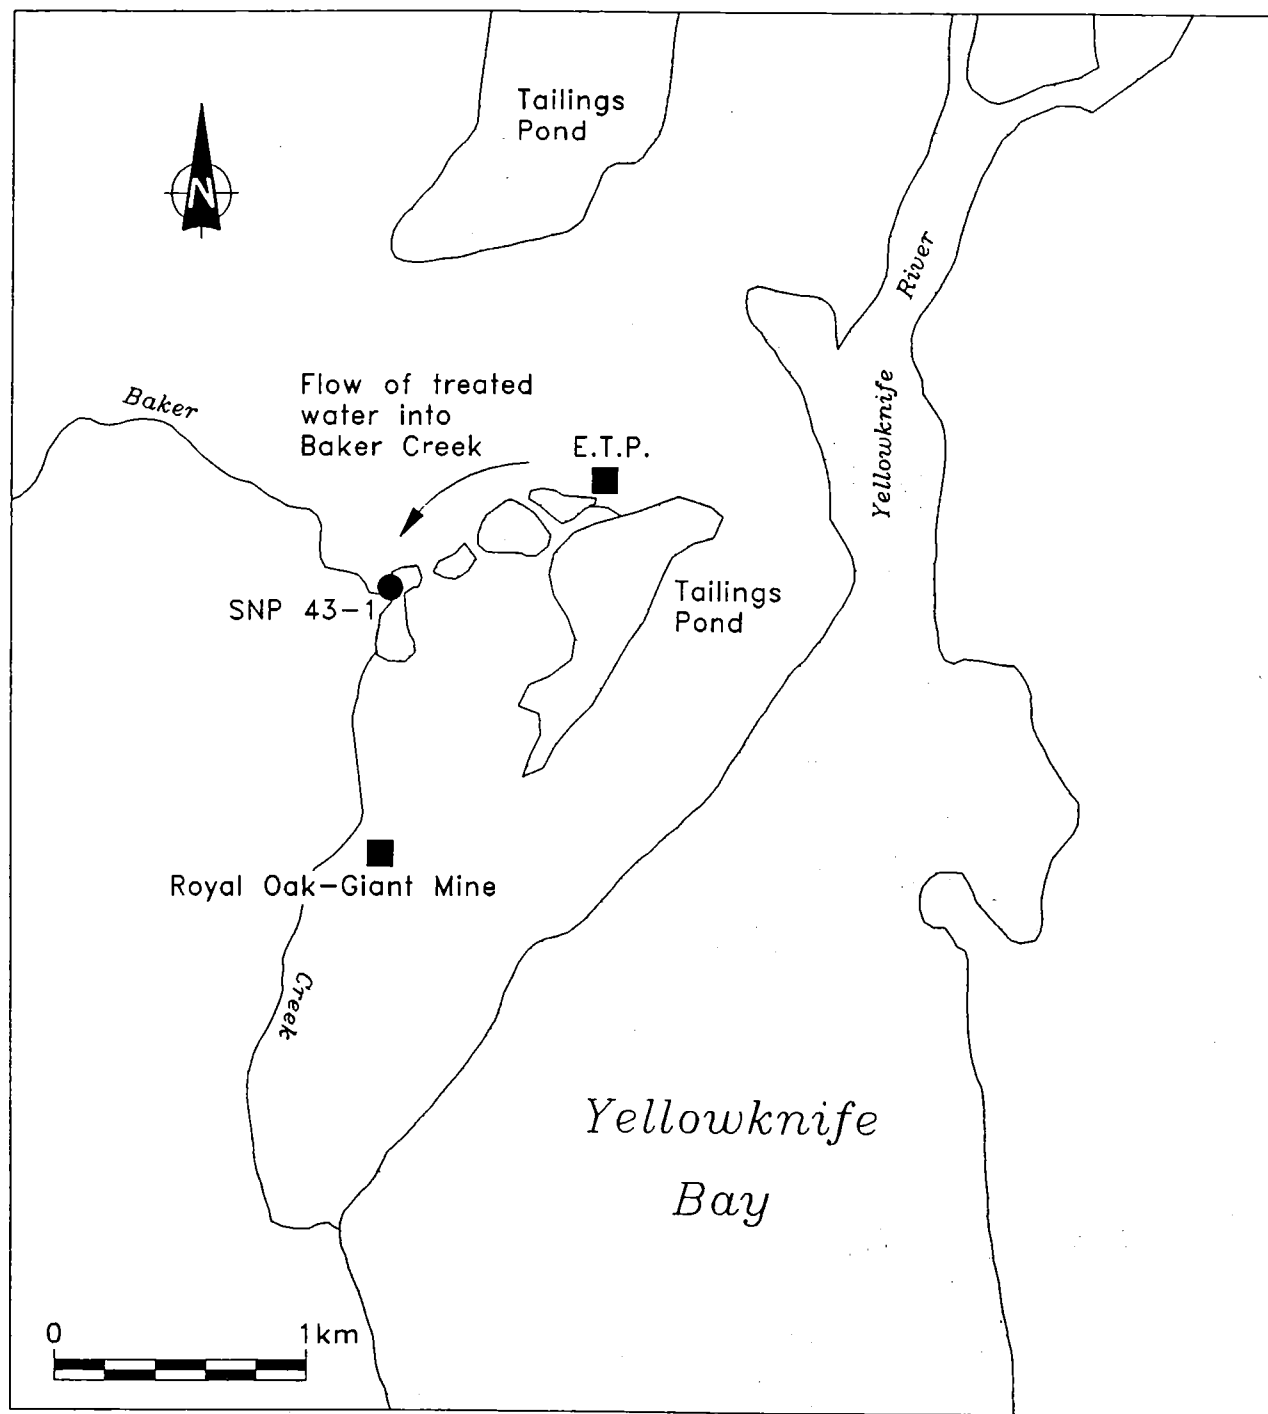 Tailings
Pond
N
River
Yellowknife
Baker
Flow of treated
water into
Baker Creek
E.T.P.
SNP 43-1
Tailings
Pond
Royal Oak-Giant Mine
Creek
Yellowknife
Bay
0 1km